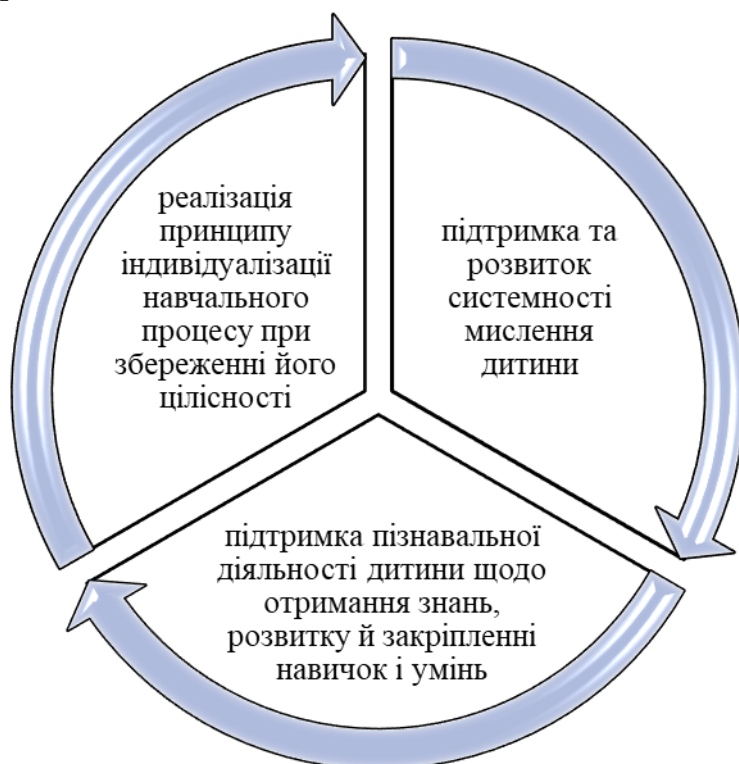 реалізація
принципу
індивідуалізації
навчального
процесу при
збереженні його
цілісності
підтримка та
розвиток
системності
мислення
дитини
підтримка пізнавальної
діяльності дитини щодо
отримання знань,
розвитку й закріпленні
навичок і умінь